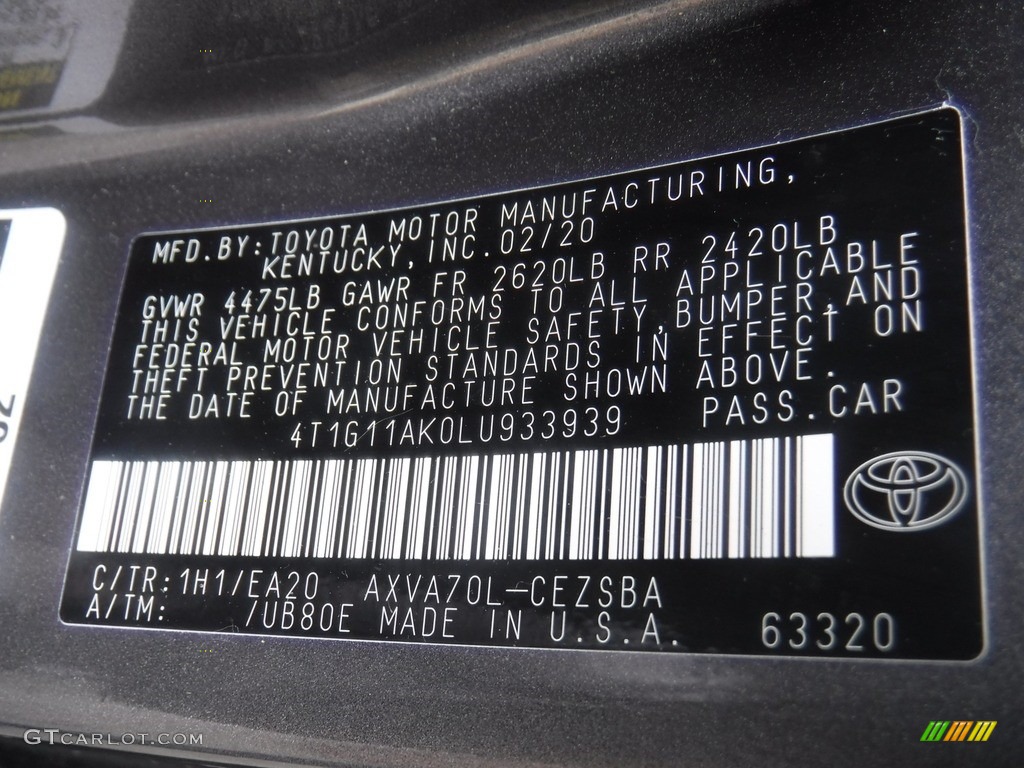 MFD.BY:TOYOTA MOTOR MANUFACTURING,
KENTUCKY,INC.02/20
GVWR 4475LB GAWR FR 2620LB RR 2420LB
THIS VEHICLE CONFORMS TO ALL APPLICABLE
FEDERAL MOTOR VEHICLE SAFETY,BUMPER,AND
THEFT PREVENTION STANDARDS IN EFFECT ON
THE DATE OF MANUFACTURE SHOWN ABOVE.
4T1G11AK0LU933939 PASS.CAR
C/TR:1H1/EA20 AXVA70L-CEZSBA
A/TM: /UB80E MADE IN U.S.A. 63320
GTCARLOT.COM